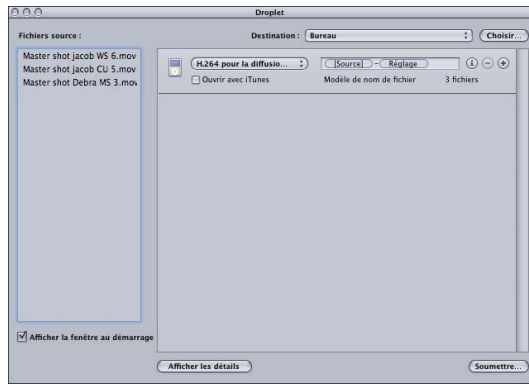 Droplet
Fichiers source :
Destination : Bureau
Choisir...
Master shot jacob WS 6.mov
Master shot jacob CU 5.mov
Master shot Debra MS 3.mov
H.264 pour la diffusio...
[Source] - Réglage
Ouvrir avec iTunes
Modèle de nom de fichier
3 fichiers
Afficher la fenêtre au démarrage
Afficher les détails
Soumettre...